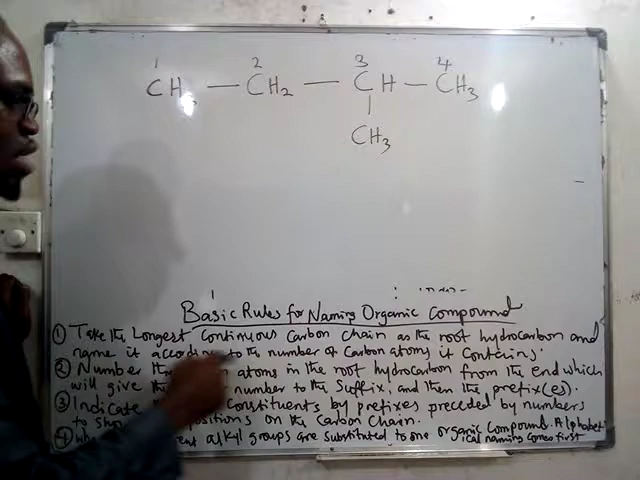 1 2 3 4
CH — CH2 — CH — CH3
CH3
Basic Rules for Naming Organic Compound
① Take the Longest Continuous Carbon Chain as the root hydrocarbon and
name it according to the number of Carbon atoms it Contains.
② Number the atoms in the root hydrocarbon from the end which
will give the number to the Suffix, and then the prefix(es).
③ Indicate Constituents by prefixes preceded by numbers
to show positions on the Carbon Chain.
④ alkyl groups are substituted to one organic Compound. Alphabet
ical naming comes first